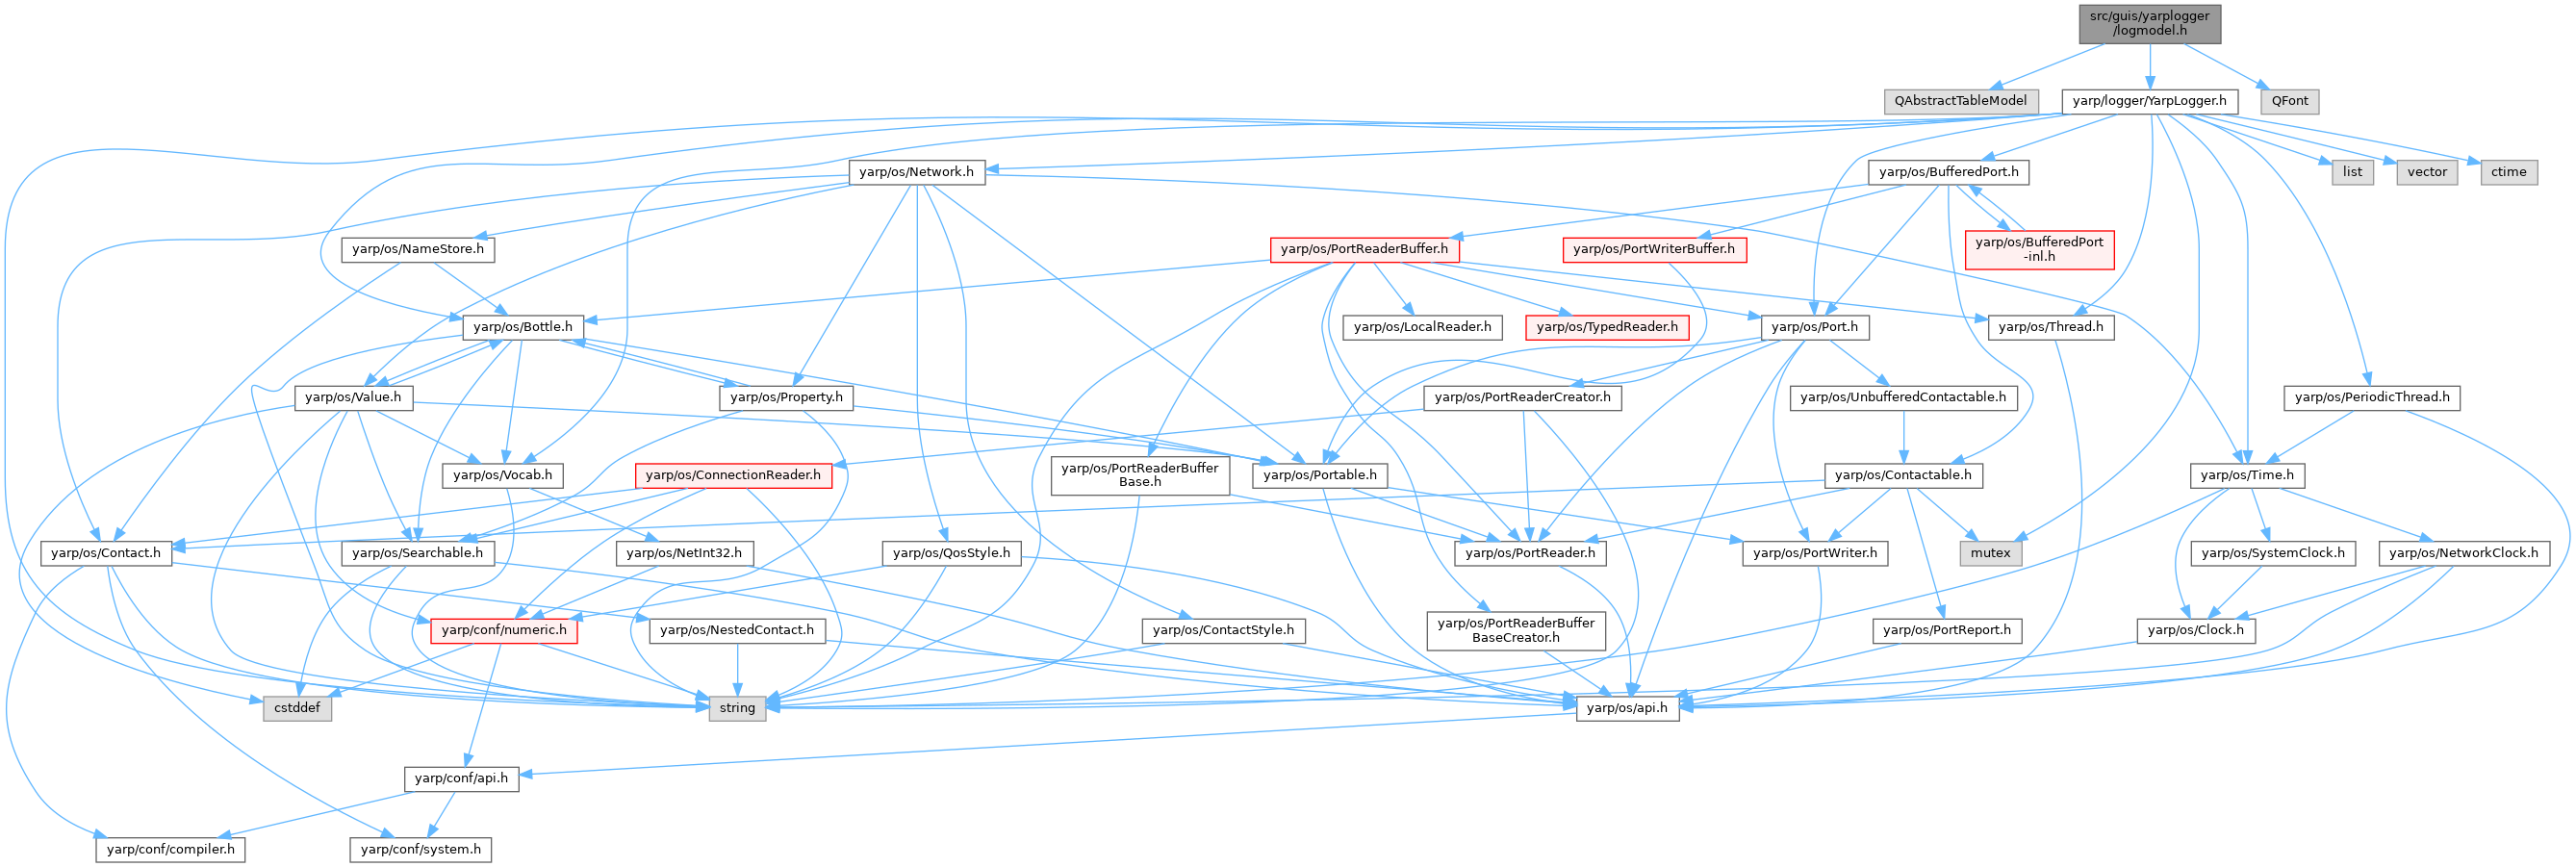 src/guis/yarplogger
/logmodel.h
QAbstractTableModel
yarp/logger/YarpLogger.h
QFont
yarp/os/Network.h
yarp/os/BufferedPort.h
list
vector
ctime
yarp/os/NameStore.h
yarp/os/PortReaderBuffer.h
yarp/os/PortWriterBuffer.h
yarp/os/BufferedPort
-inl.h
yarp/os/Bottle.h
yarp/os/LocalReader.h
yarp/os/TypedReader.h
yarp/os/Port.h
yarp/os/Thread.h
yarp/os/Value.h
yarp/os/Property.h
yarp/os/PortReaderCreator.h
yarp/os/UnbufferedContactable.h
yarp/os/PeriodicThread.h
yarp/os/Vocab.h
yarp/os/ConnectionReader.h
yarp/os/PortReaderBuffer
Base.h
yarp/os/Portable.h
yarp/os/Contactable.h
yarp/os/Time.h
yarp/os/Contact.h
yarp/os/Searchable.h
yarp/os/NetInt32.h
yarp/os/QosStyle.h
yarp/os/PortReader.h
yarp/os/PortWriter.h
mutex
yarp/os/SystemClock.h
yarp/os/NetworkClock.h
yarp/conf/numeric.h
yarp/os/NestedContact.h
yarp/os/ContactStyle.h
yarp/os/PortReaderBuffer
BaseCreator.h
yarp/os/PortReport.h
yarp/os/Clock.h
cstddef
string
yarp/os/api.h
yarp/conf/api.h
yarp/conf/compiler.h
yarp/conf/system.h